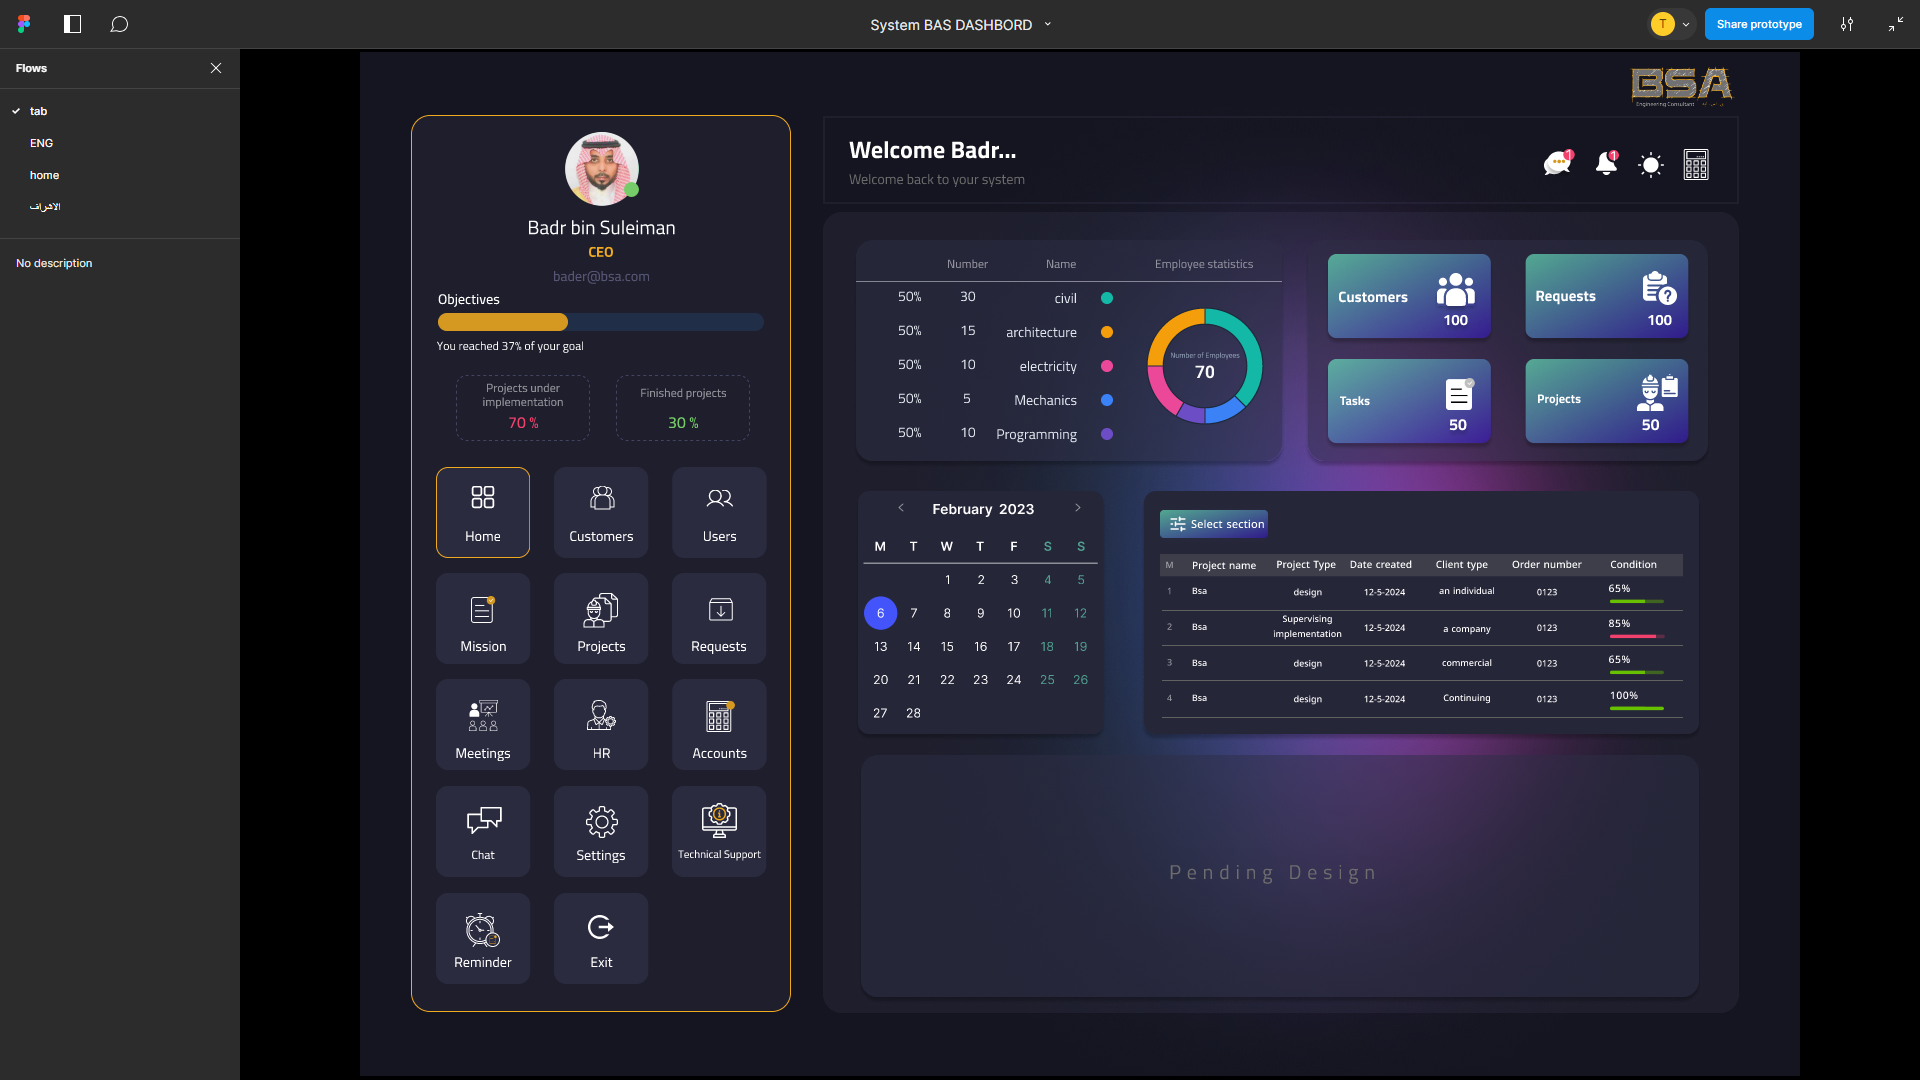 System BAS DASHBORD
T
Share prototype
Flows
tab
ENG
home
الاشراف
No description
BSA
Engineering Consultant
Badr bin Suleiman
CEO
bader@bsa.com
Objectives
You reached 37% of your goal
Projects under
implementation
70 %
Finished projects
30 %
Home
Customers
Users
Mission
Projects
Requests
Meetings
HR
Accounts
Chat
Settings
Technical Support
Reminder
Exit
Welcome Badr...
Welcome back to your system
1
1
Number Name Employee statistics
50% 30 civil
50% 15 architecture
50% 10 electricity
50% 5 Mechanics
50% 10 Programming
Number of Employees
70
Customers
100
Requests
100
Tasks
50
Projects
50
February 2023
M T W T F S S
1 2 3 4 5
6 7 8 9 10 11 12
13 14 15 16 17 18 19
20 21 22 23 24 25 26
27 28
Select section
M Project name Project Type Date created Client type Order number Condition
1 Bsa design 12-5-2024 an individual 0123 65%
2 Bsa Supervising implementation 12-5-2024 a company 0123 85%
3 Bsa design 12-5-2024 commercial 0123 65%
4 Bsa design 12-5-2024 Continuing 0123 100%
Pending Design